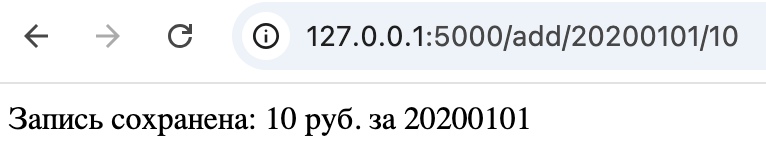 127.0.0.1:5000/add/20200101/10
Запись сохранена: 10 руб. за 20200101